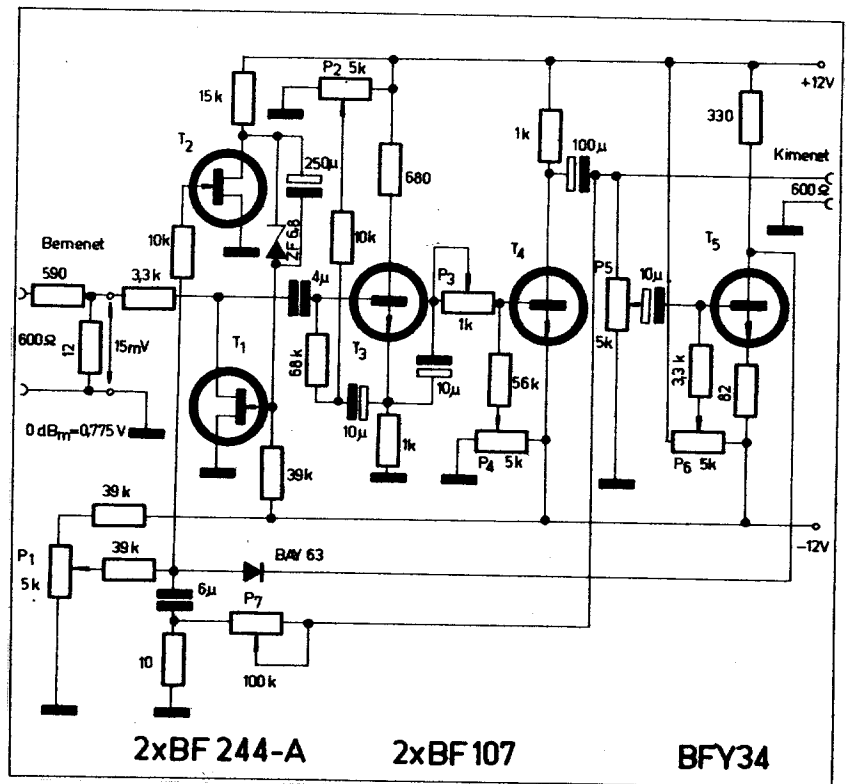 P2 5k
+12V
15k
330
T2
1k
100μ
Kimenet
250μ
680
600Ω
10k
ZF 6,8
10k
T4
T5
Bemenet
590
3,3k
4μ
P3
P5
10μ
1k
5k
600Ω
12
15mV
T1
68k
T3
10μ
56k
3,3k
82
10μ
1k
0 dBm=0,775 V
39k
P4
5k
P6
5k
39k
−12V
P1
5k
39k
BAY 63
6μ
P7
10
100k
2xBF 244-A
2xBF107
BFY34